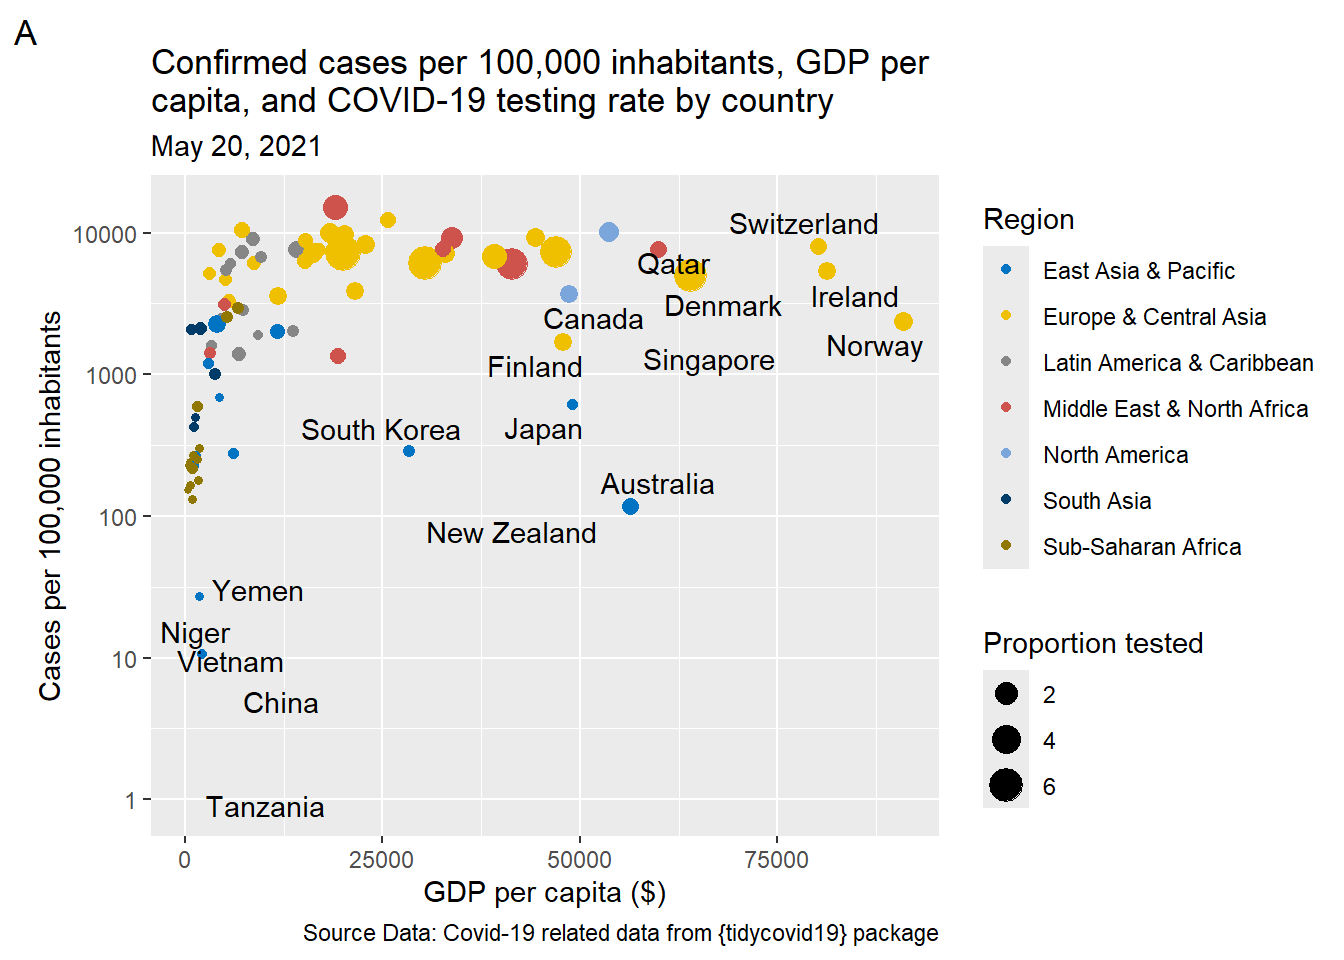 A
Confirmed cases per 100,000 inhabitants, GDP per
capita, and COVID-19 testing rate by country
May 20, 2021
Cases per 100,000 inhabitants
10000
1000
100
10
1
Switzerland
Qatar
Ireland
Denmark
Canada
Norway
Singapore
Finland
South Korea
Japan
Australia
New Zealand
Yemen
Niger
Vietnam
China
Tanzania
0
25000
50000
75000
GDP per capita ($)
Source Data: Covid-19 related data from {tidycovid19} package
Region
East Asia & Pacific
Europe & Central Asia
Latin America & Caribbean
Middle East & North Africa
North America
South Asia
Sub-Saharan Africa
Proportion tested
2
4
6